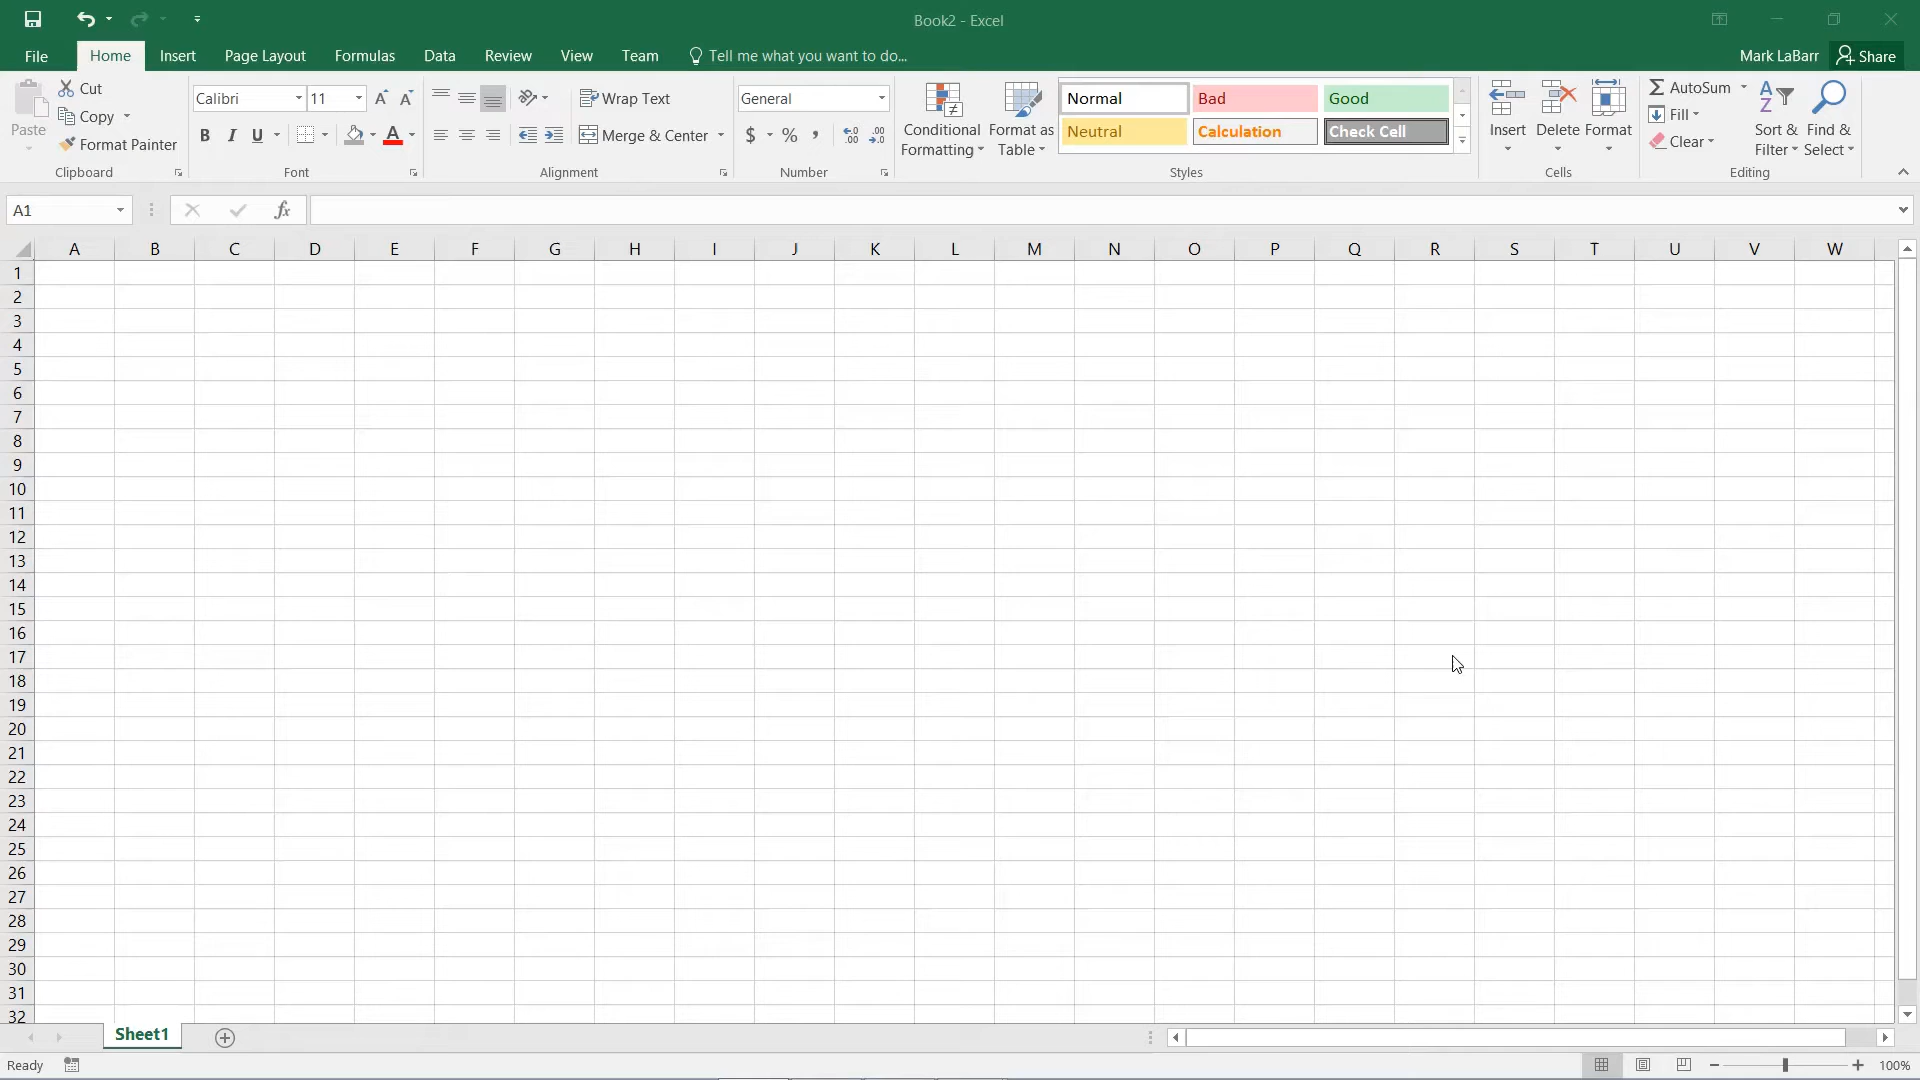 Book2 - Excel
File Home Insert Page Layout Formulas Data Review View Team Tell me what you want to do... Mark LaBarr Share
Paste Cut Copy Format Painter
Clipboard
Calibri 11
B I U A
Font
Wrap Text
Merge & Center
Alignment
General
$ % ,
Number
Conditional Formatting
Format as Table
Normal Bad Good
Neutral Calculation Check Cell
Styles
Insert Delete Format
Cells
AutoSum
Fill
Clear
Sort & Filter
Find & Select
Editing
A1 fx
A B C D E F G H I J K L M N O P Q R S T U V W
1
2
3
4
5
6
7
8
9
10
11
12
13
14
15
16
17
18
19
20
21
22
23
24
25
26
27
28
29
30
31
32
Sheet1
Ready 100%